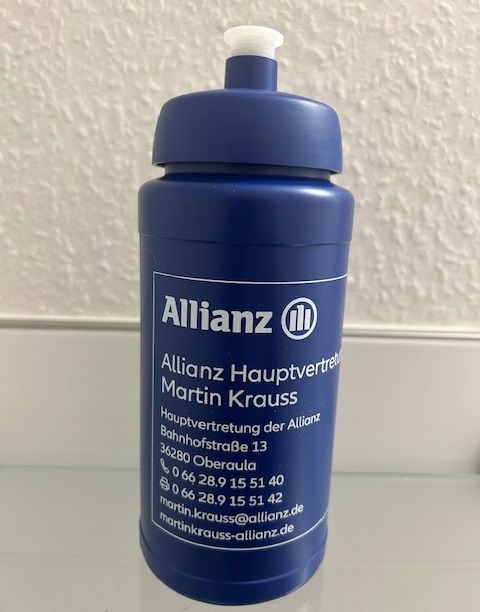 Allianz
Allianz Hauptvertretu
Martin Krauss
Hauptvertretung der Allianz
Bahnhofstraße 13
36280 Oberaula
0 66 28.9 15 51 40
0 66 28.9 15 51 42
martin.krauss@allianz.de
martinkrauss-allianz.de